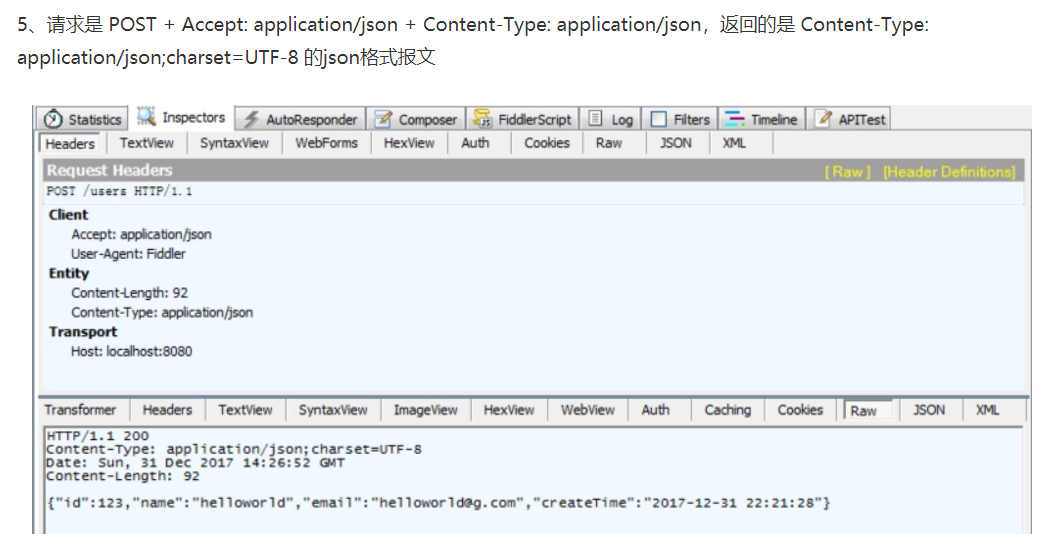 5、请求是 POST + Accept: application/json + Content-Type: application/json，返回的是 Content-Type:
application/json;charset=UTF-8 的json格式报文
Statistics Inspectors AutoResponder Composer FiddlerScript Log Filters Timeline APITest
Headers TextView SyntaxView WebForms HexView Auth Cookies Raw JSON XML
Request Headers [ Raw ] [Header Definitions]
POST /users HTTP/1.1
Client
Accept: application/json
User-Agent: Fiddler
Entity
Content-Length: 92
Content-Type: application/json
Transport
Host: localhost:8080
Transformer Headers TextView SyntaxView ImageView HexView WebView Auth Caching Cookies Raw JSON XML
HTTP/1.1 200
Content-Type: application/json;charset=UTF-8
Date: Sun, 31 Dec 2017 14:26:52 GMT
Content-Length: 92
{"id":123,"name":"helloworld","email":"helloworld@g.com","createTime":"2017-12-31 22:21:28"}